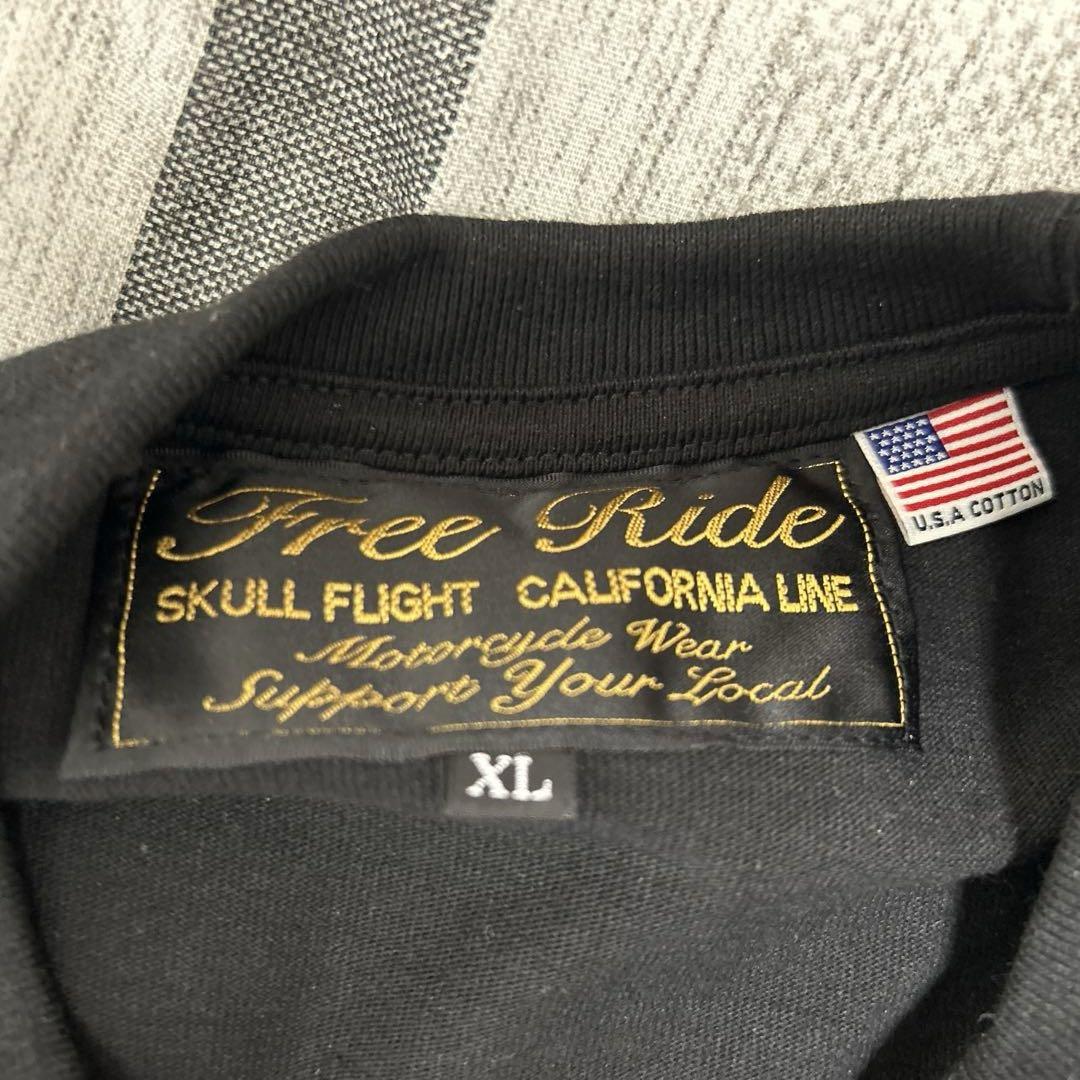 Free Ride
SKULL FLIGHT CALIFORNIA LINE
Motorcycle Wear
Support Your Local
XL
U.S.A COTTON